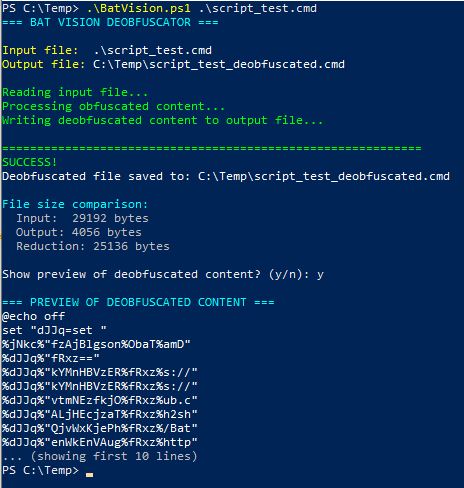 PS C:\Temp> .\BatVision.ps1 .\script_test.cmd
=== BAT VISION DEOBFUSCATOR ===
Input file:  .\script_test.cmd
Output file: C:\Temp\script_test_deobfuscated.cmd
Reading input file...
Processing obfuscated content...
Writing deobfuscated content to output file...
============================================================
SUCCESS!
Deobfuscated file saved to: C:\Temp\script_test_deobfuscated.cmd
File size comparison:
  Input:  29192 bytes
  Output: 4056 bytes
  Reduction: 25136 bytes
Show preview of deobfuscated content? (y/n): y
=== PREVIEW OF DEOBFUSCATED CONTENT ===
@echo off
set "dJJq=set "
%jNkc%"fzAjBlgson%ObaT%amD"
%dJJq%"fRxz=="
%dJJq%"kYMnHBVzER%fRxz%s://"
%dJJq%"kYMnHBVzER%fRxz%s://"
%dJJq%"vtmNEzfkjO%fRxz%ub.c"
%dJJq%"ALjHEcjzaT%fRxz%h2sh"
%dJJq%"QjvWxKjePh%fRxz%/Bat"
%dJJq%"enWkEnVAug%fRxz%http"
... (showing first 10 lines)
PS C:\Temp>